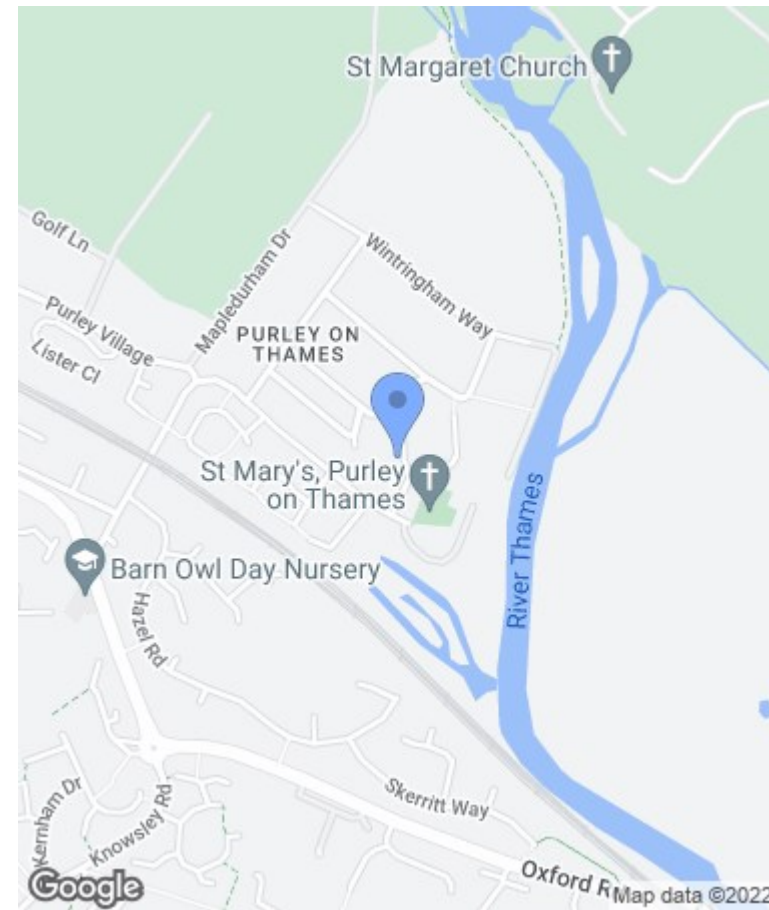 St Margaret Church
Golf Ln
Mapledurham Dr
Wintringham Way
Purley Village
PURLEY ON
THAMES
Lister Cl
St Mary's, Purley
on Thames
River Thames
Barn Owl Day Nursery
Hazel Rd
Skerritt Way
Kernham Dr
Knowsley Rd
Oxford R
Google
Map data ©2022